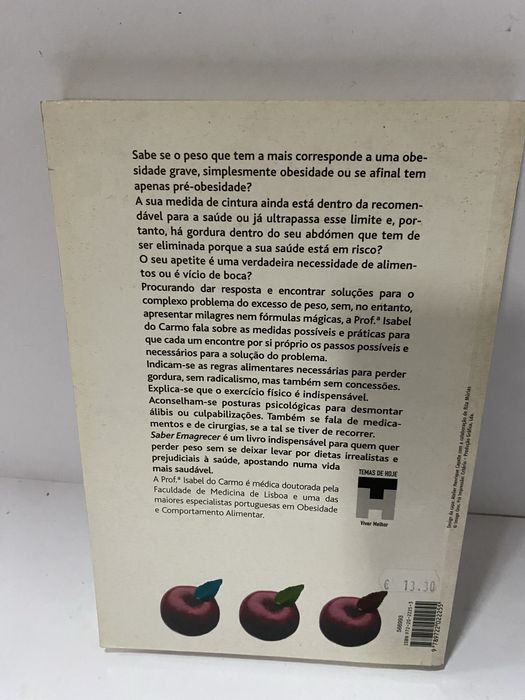 Sabe se o peso que tem a mais corresponde a uma obe-
sidade grave, simplesmente obesidade ou se afinal tem
apenas pré-obesidade?
A sua medida de cintura ainda está dentro da recomen-
dável para a saúde ou já ultrapassa esse limite e, por-
tanto, há gordura dentro do seu abdómen que tem de
ser eliminada porque a sua saúde está em risco?
O seu apetite é uma verdadeira necessidade de alimen-
tos ou é vício de boca?
Procurando dar resposta e encontrar soluções para o
complexo problema do excesso de peso, sem, no entanto,
apresentar milagres nem fórmulas mágicas, a Prof.ª Isabel
do Carmo fala sobre as medidas possíveis e práticas para
que cada um encontre por si próprio os passos possíveis e
necessários para a solução do problema.
Indicam-se as regras alimentares necessárias para perder
gordura, sem radicalismo, mas também sem concessões.
Explica-se que o exercício físico é indispensável.
Aconselham-se posturas psicológicas para desmontar
álibis ou culpabilizações. Também se fala de medica-
mentos e de cirurgias, se a tal se tiver de recorrer.
Saber Emagrecer é um livro indispensável para quem quer
perder peso sem se deixar levar por dietas irrealistas e
prejudiciais à saúde, apostando numa vida
mais saudável.
A Prof.ª Isabel do Carmo é médica doutorada pela
Faculdade de Medicina de Lisboa e uma das
maiores especialistas portuguesas em Obesidade
e Comportamento Alimentar.
TEMAS DE HOJE
Viver Melhor
€ 13.30